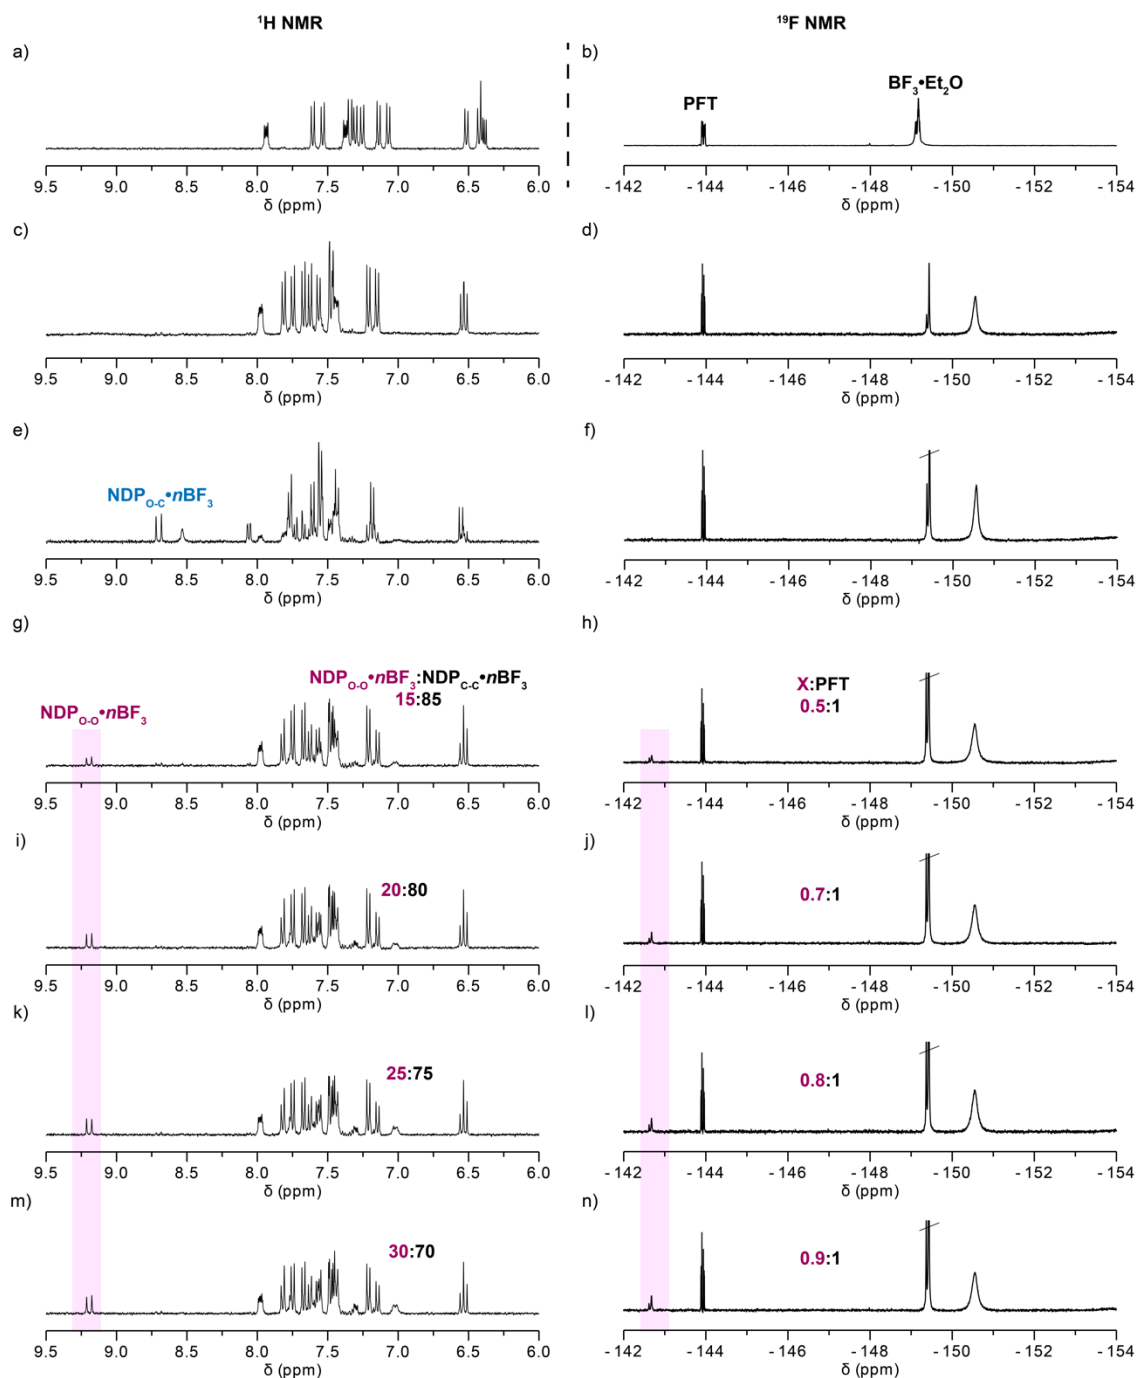 ¹H NMR
¹⁹F NMR
a)
9.5 9.0 8.5 8.0 7.5 7.0 6.5 6.0
δ (ppm)
b)
PFT
BF₃•Et₂O
-142 -144 -146 -148 -150 -152 -154
δ (ppm)
c)
9.5 9.0 8.5 8.0 7.5 7.0 6.5 6.0
δ (ppm)
d)
-142 -144 -146 -148 -150 -152 -154
δ (ppm)
e)
NDP_O-C•nBF₃
9.5 9.0 8.5 8.0 7.5 7.0 6.5 6.0
δ (ppm)
f)
-142 -144 -146 -148 -150 -152 -154
δ (ppm)
g)
NDP_O-O•nBF₃:NDP_C-C•nBF₃
15:85
NDP_O-O•nBF₃
9.5 9.0 8.5 8.0 7.5 7.0 6.5 6.0
δ (ppm)
h)
X:PFT
0.5:1
-142 -144 -146 -148 -150 -152 -154
δ (ppm)
i)
20:80
9.5 9.0 8.5 8.0 7.5 7.0 6.5 6.0
δ (ppm)
j)
0.7:1
-142 -144 -146 -148 -150 -152 -154
δ (ppm)
k)
25:75
9.5 9.0 8.5 8.0 7.5 7.0 6.5 6.0
δ (ppm)
l)
0.8:1
-142 -144 -146 -148 -150 -152 -154
δ (ppm)
m)
30:70
9.5 9.0 8.5 8.0 7.5 7.0 6.5 6.0
δ (ppm)
n)
0.9:1
-142 -144 -146 -148 -150 -152 -154
δ (ppm)